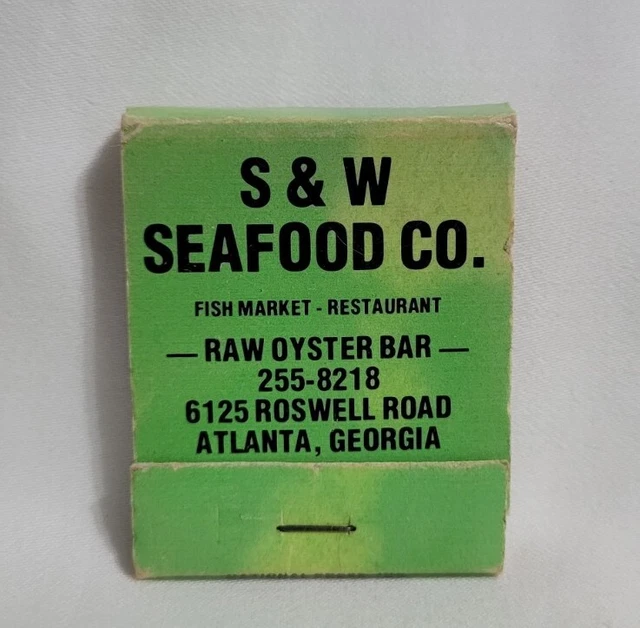 S & W
SEAFOOD CO.
FISH MARKET - RESTAURANT
— RAW OYSTER BAR —
255-8218
6125 ROSWELL ROAD
ATLANTA, GEORGIA